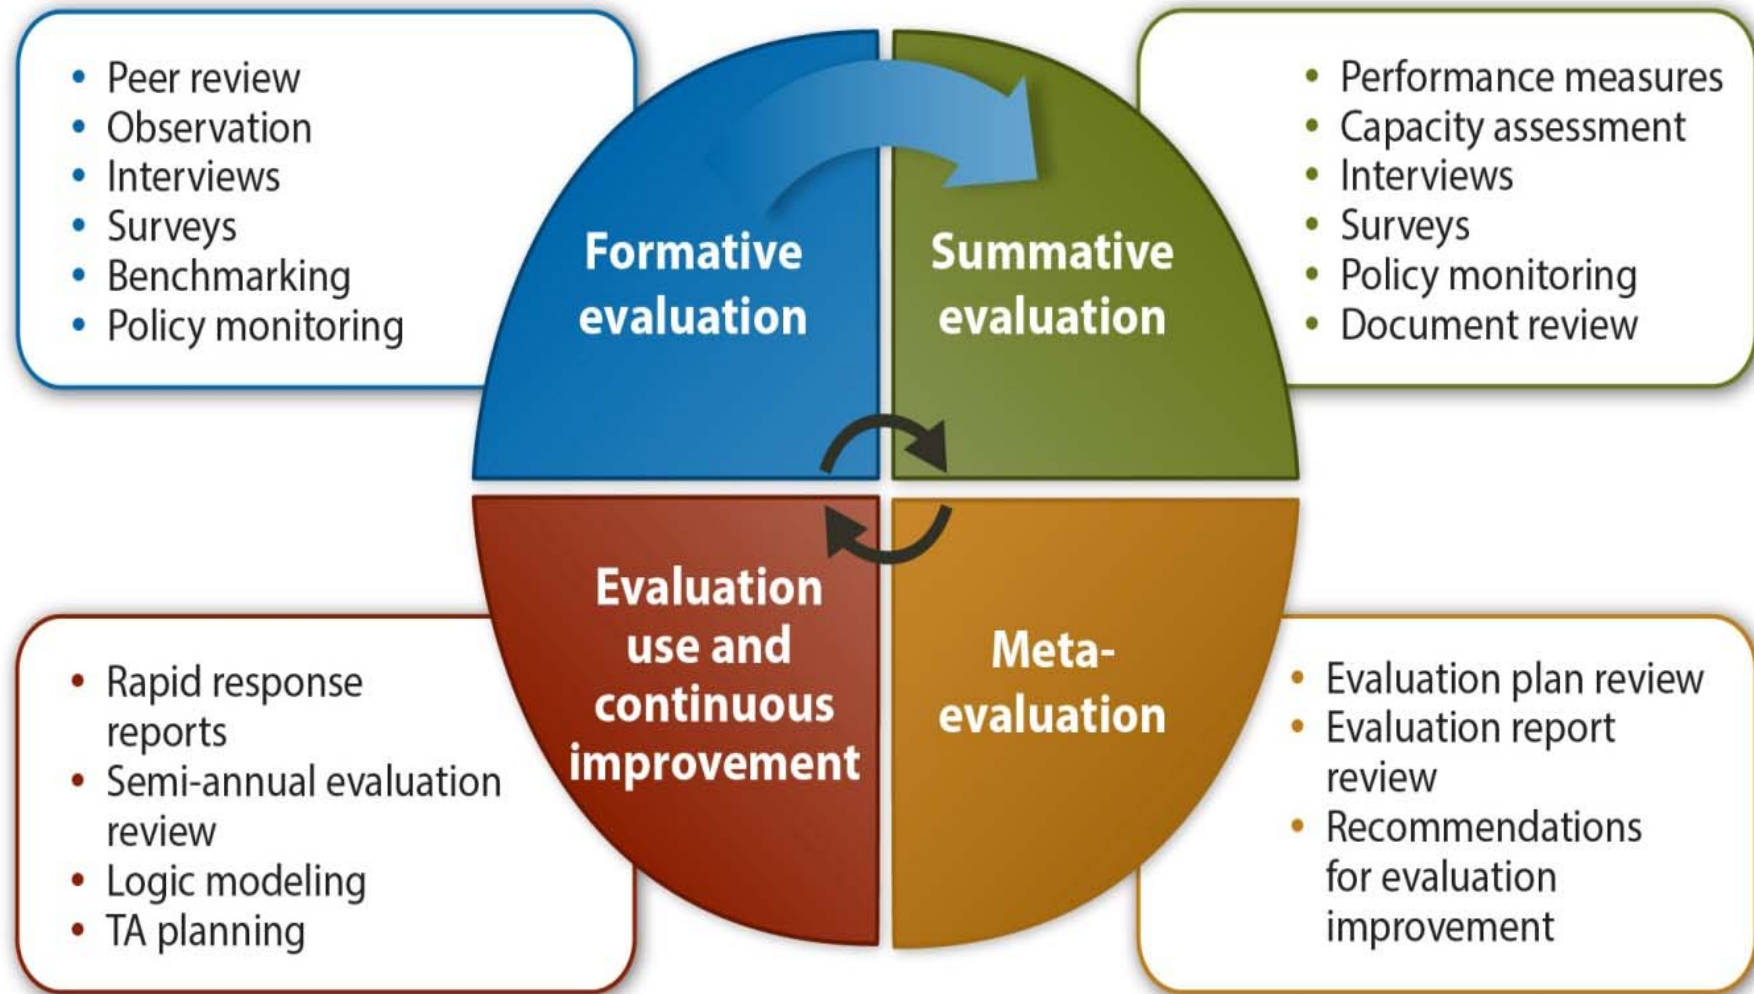 • Peer review
• Observation
• Interviews
• Surveys
• Benchmarking
• Policy monitoring
Formative
evaluation
Summative
evaluation
• Performance measures
• Capacity assessment
• Interviews
• Surveys
• Policy monitoring
• Document review
• Rapid response
reports
• Semi-annual evaluation
review
• Logic modeling
• TA planning
Evaluation
use and
continuous
improvement
Meta-
evaluation
• Evaluation plan review
• Evaluation report
review
• Recommendations
for evaluation
improvement